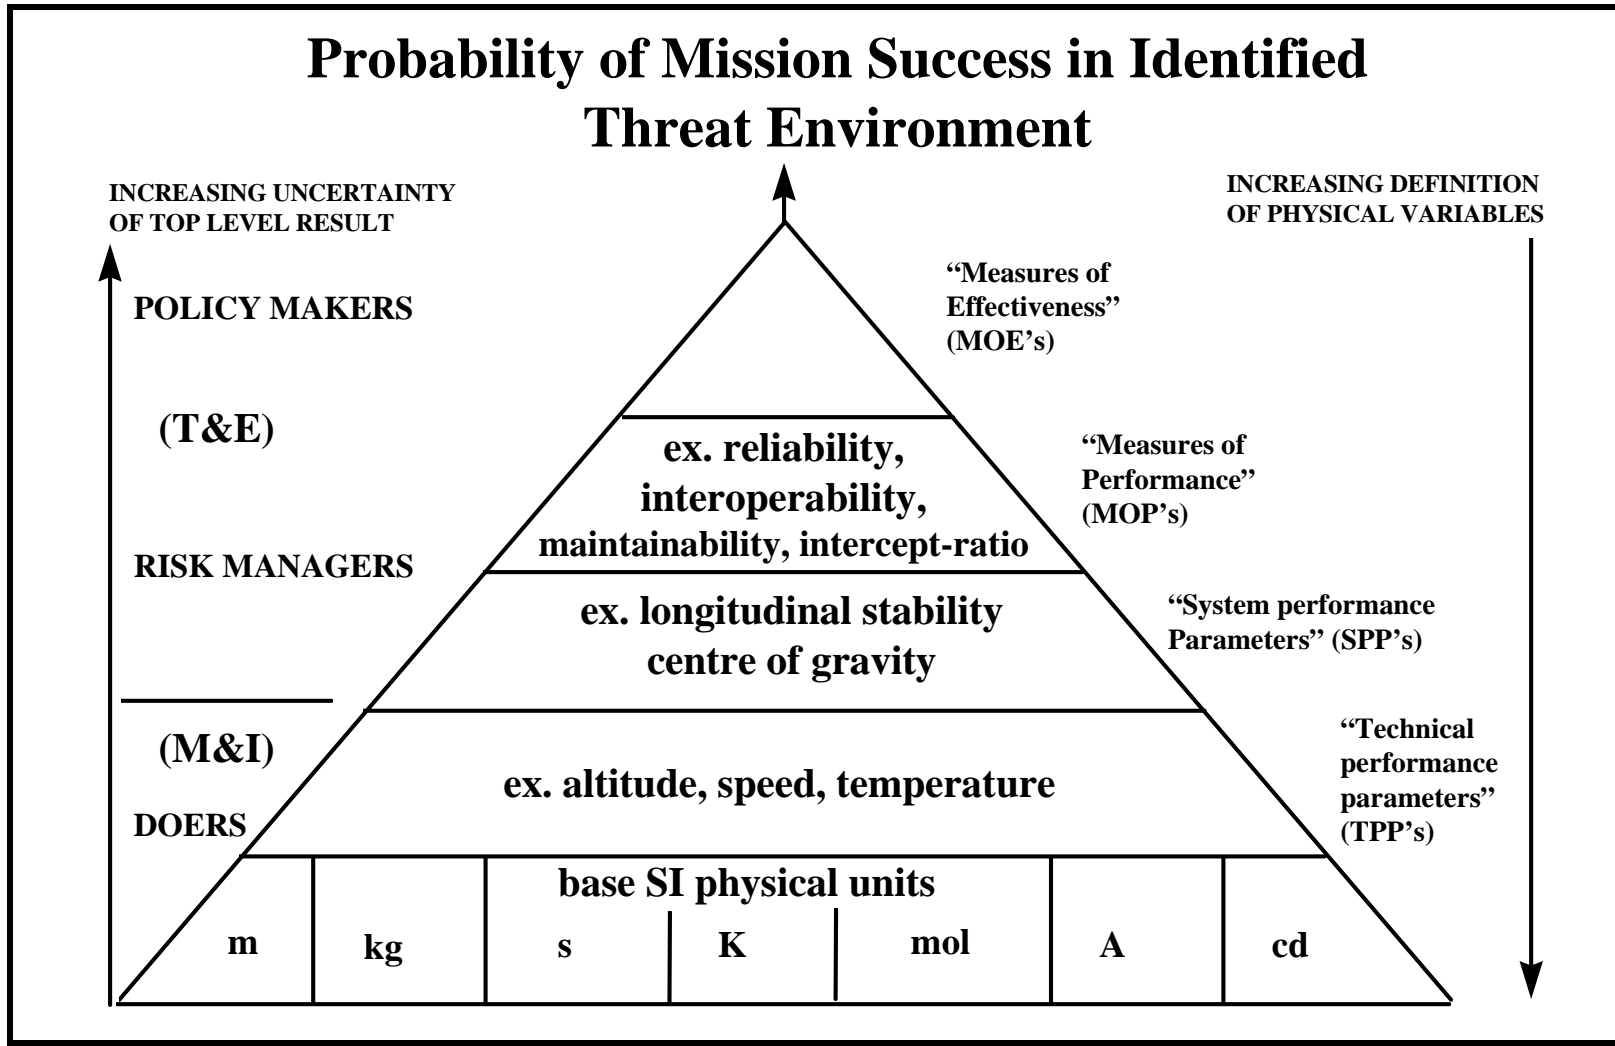 Probability of Mission Success in Identified
Threat Environment
INCREASING UNCERTAINTY
OF TOP LEVEL RESULT
INCREASING DEFINITION
OF PHYSICAL VARIABLES
POLICY MAKERS
“Measures of
Effectiveness”
(MOE’s)
(T&E)
ex. reliability,
interoperability,
maintainability, intercept-ratio
“Measures of
Performance”
(MOP’s)
RISK MANAGERS
ex. longitudinal stability
centre of gravity
“System performance
Parameters” (SPP’s)
(M&I)
DOERS
ex. altitude, speed, temperature
“Technical
performance
parameters”
(TPP’s)
base SI physical units
m kg s K mol A cd